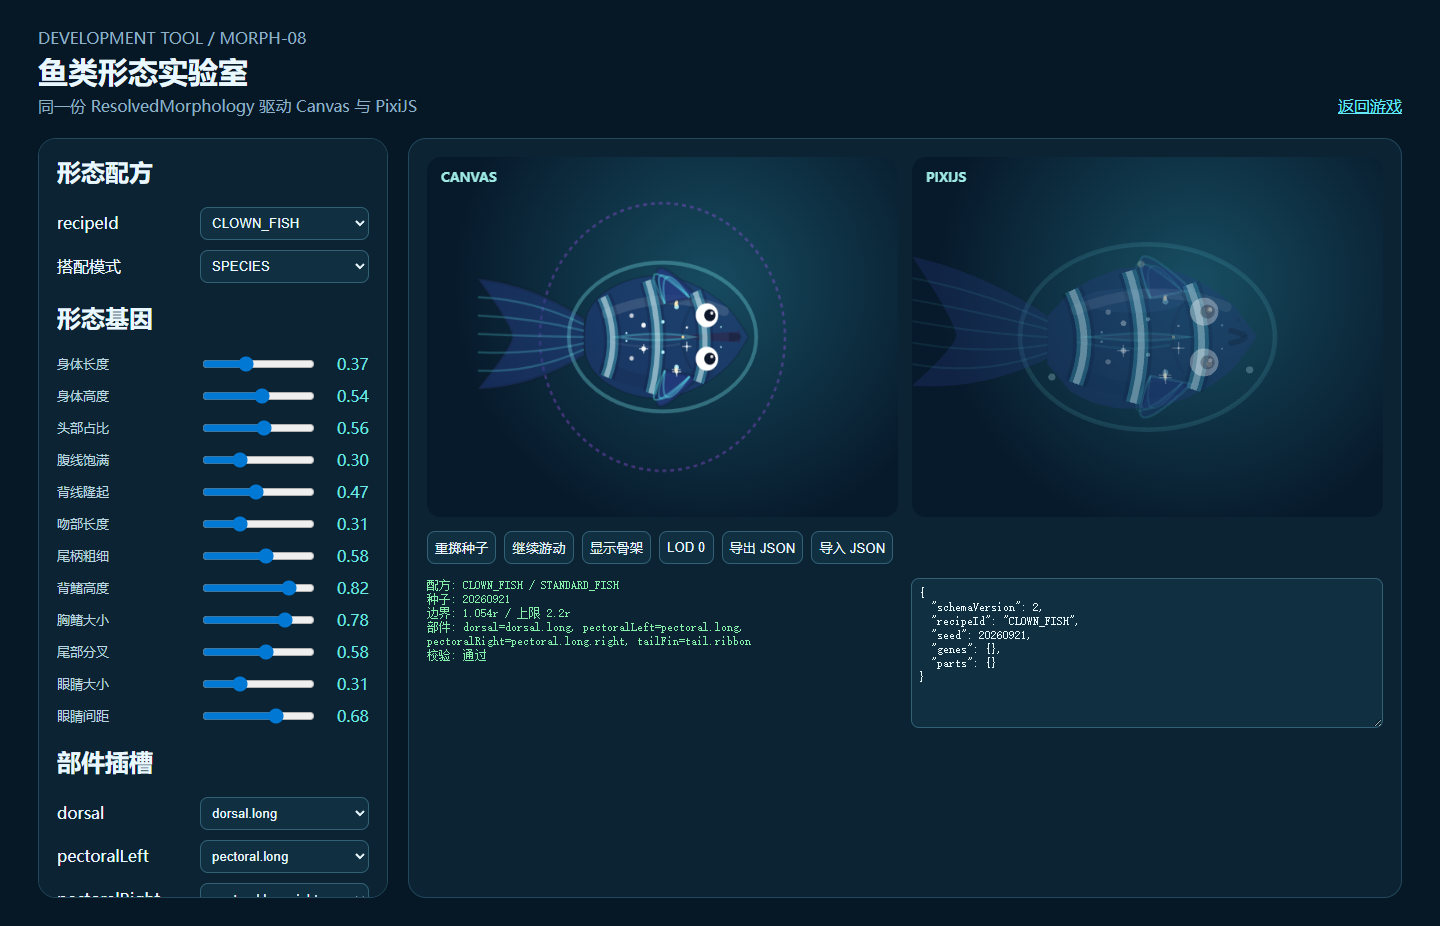 DEVELOPMENT TOOL / MORPH-08
鱼类形态实验室
同一份 ResolvedMorphology 驱动 Canvas 与 PixiJS
返回游戏
形态配方
recipeId
CLOWN_FISH
搭配模式
SPECIES
形态基因
身体长度 0.37
身体高度 0.54
头部占比 0.56
腹线饱满 0.30
背线隆起 0.47
吻部长度 0.31
尾柄粗细 0.58
背鳍高度 0.82
胸鳍大小 0.78
尾部分叉 0.58
眼睛大小 0.31
眼睛间距 0.68
部件插槽
dorsal
dorsal.long
pectoralLeft
pectoral.long
CANVAS
PIXIJS
重掷种子
继续游动
显示骨架
LOD 0
导出 JSON
导入 JSON
配方: CLOWN_FISH / STANDARD_FISH
种子: 20260921
边界: 1.054r / 上限 2.2r
部件: dorsal=dorsal.long, pectoralLeft=pectoral.long,
pectoralRight=pectoral.long.right, tailFin=tail.ribbon
校验: 通过
{
"schemaVersion": 2,
"recipeId": "CLOWN_FISH",
"seed": 20260921,
"genes": {},
"parts": {}
}